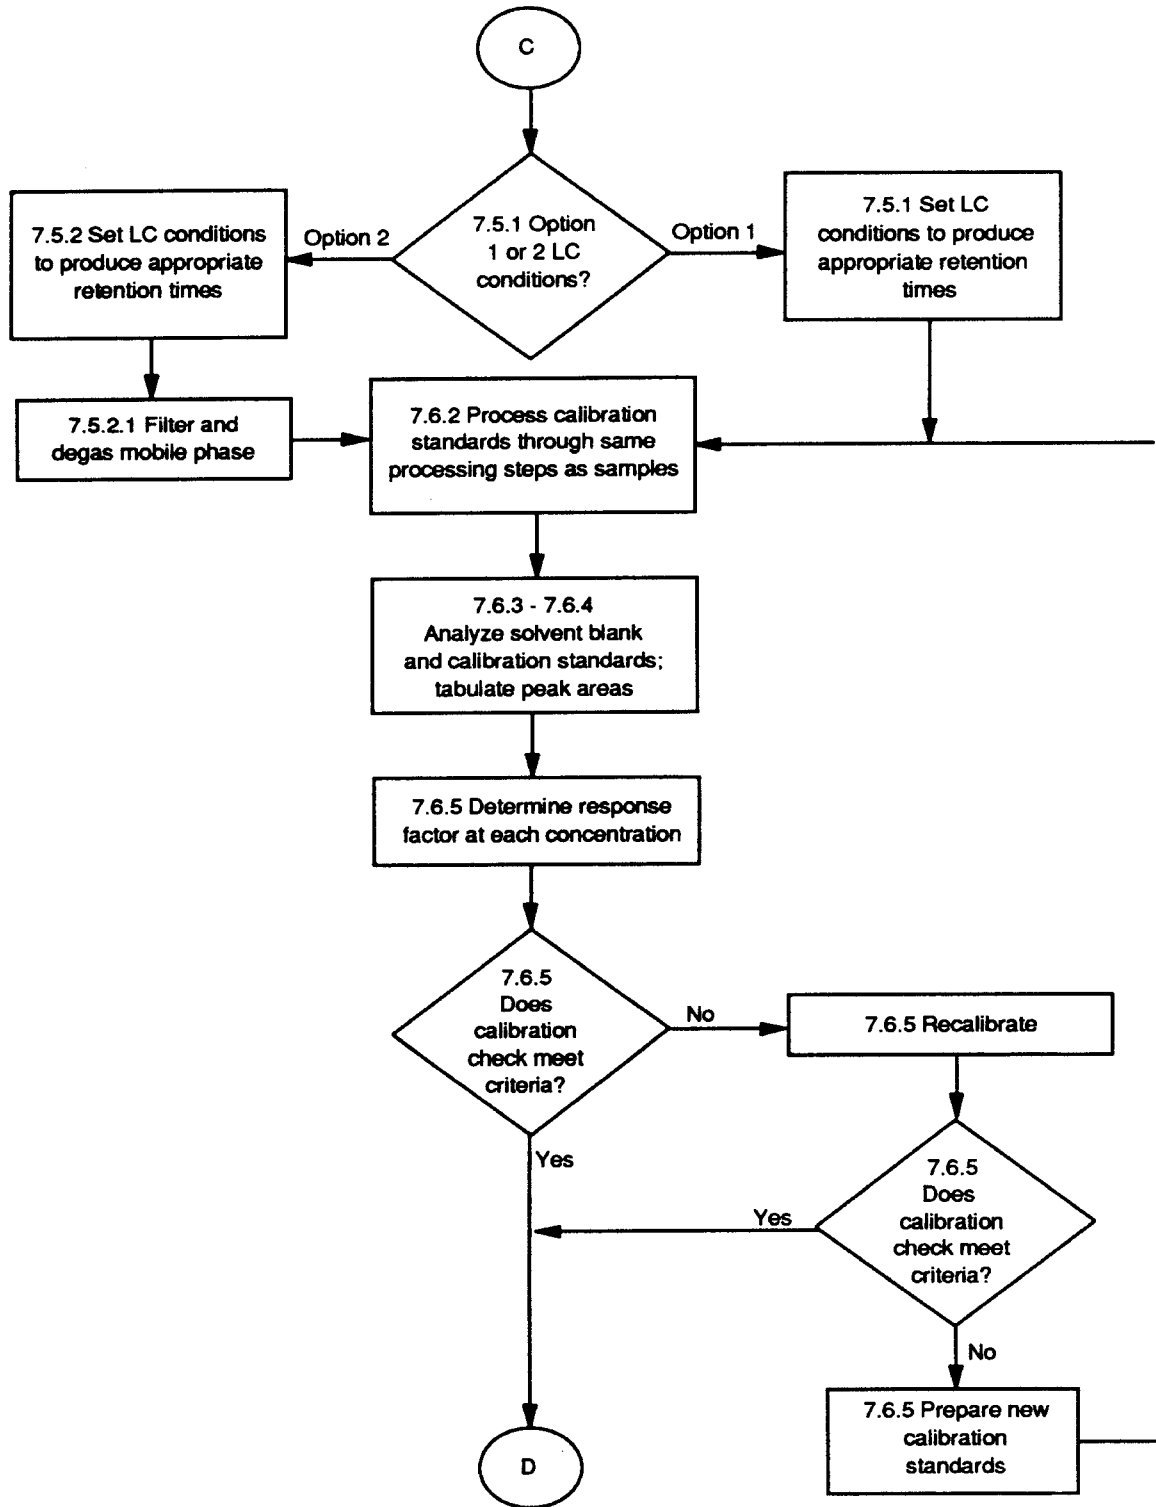 C
7.5.1 Option
1 or 2 LC
conditions?
Option 2
Option 1
7.5.2 Set LC conditions
to produce appropriate
retention times
7.5.1 Set LC
conditions to produce
appropriate retention
times
7.5.2.1 Filter and
degas mobile phase
7.6.2 Process calibration
standards through same
processing steps as samples
7.6.3 - 7.6.4
Analyze solvent blank
and calibration standards;
tabulate peak areas
7.6.5 Determine response
factor at each concentration
7.6.5
Does
calibration
check meet
criteria?
No
7.6.5 Recalibrate
Yes
7.6.5
Does
calibration
check meet
criteria?
Yes
No
7.6.5 Prepare new
calibration
standards
D